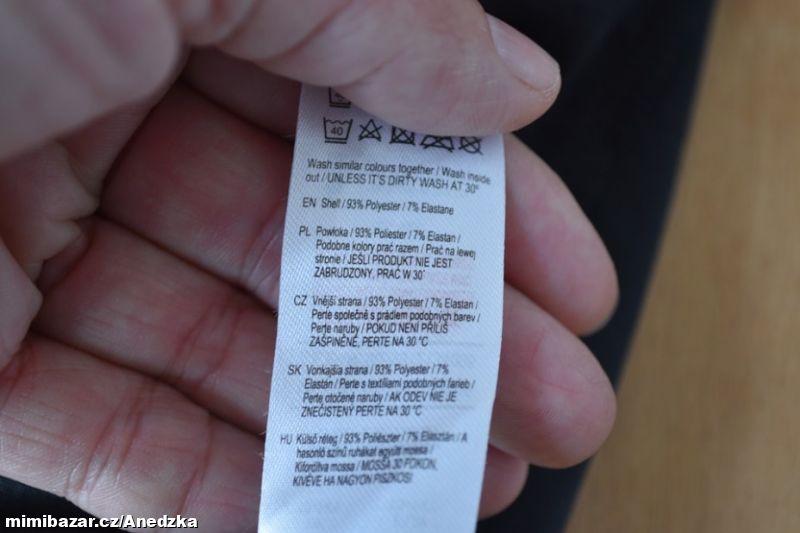 40
Wash similar colours together / Wash inside
out / UNLESS IT'S DIRTY WASH AT 30°
EN Shell / 93% Polyester / 7% Elastane
PL Powłoka / 93% Poliester / 7% Elastan /
Podobne kolory prać razem / Prać na lewej
stronie / JEŚLI PRODUKT NIE JEST
ZABRUDZONY, PRAĆ W 30°
CZ Vnější strana / 93% Polyester / 7% Elastan /
Perte společně s prádlem podobných barev /
Perte naruby / POKUD NENÍ PŘÍLIŠ
ZAŠPINĚNÉ, PERTE NA 30 °C
SK Vonkajšia strana / 93% Polyester / 7%
Elastán / Perte s textíliami podobných farieb /
Perte otočené naruby / AK ODEV NIE JE
ZNEČISTENÝ PERTE NA 30 °C
HU Külső réteg / 93% Poliészter / 7% Elasztán / A
hasonló színű ruhákat együtt mossa /
Kifordítva mossa / MOSSA 30 FOKON,
KIVÉVE HA NAGYON PISZKOS!
mimibazar.cz/Anedzka